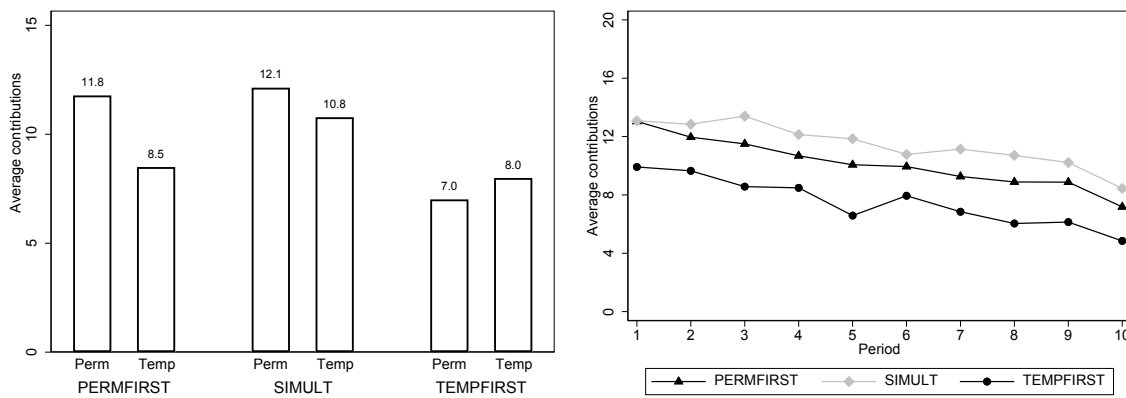 Average contributions
15
10
5
0
11.8
8.5
12.1
10.8
7.0
8.0
Perm Temp Perm Temp Perm Temp
PERMFIRST SIMULT TEMPFIRST
Average contributions
20
16
12
8
4
0
1 2 3 4 5 6 7 8 9 10
Period
PERMFIRST SIMULT TEMPFIRST